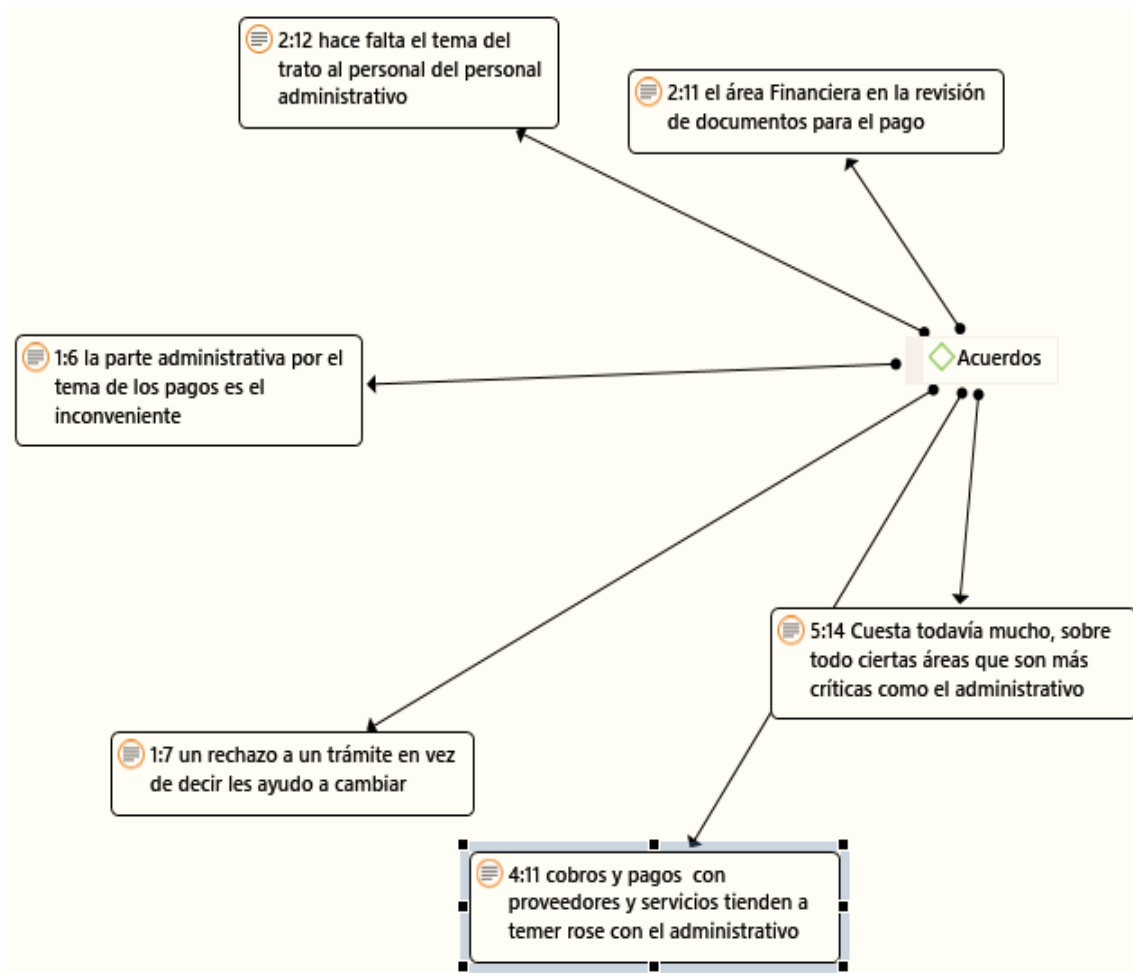 2:12 hace falta el tema del
trato al personal del personal
administrativo
2:11 el área Financiera en la revisión
de documentos para el pago
1:6 la parte administrativa por el
tema de los pagos es el
inconveniente
Acuerdos
5:14 Cuesta todavía mucho, sobre
todo ciertas áreas que son más
críticas como el administrativo
1:7 un rechazo a un trámite en vez
de decir les ayudo a cambiar
4:11 cobros y pagos con
proveedores y servicios tienden a
temer rose con el administrativo